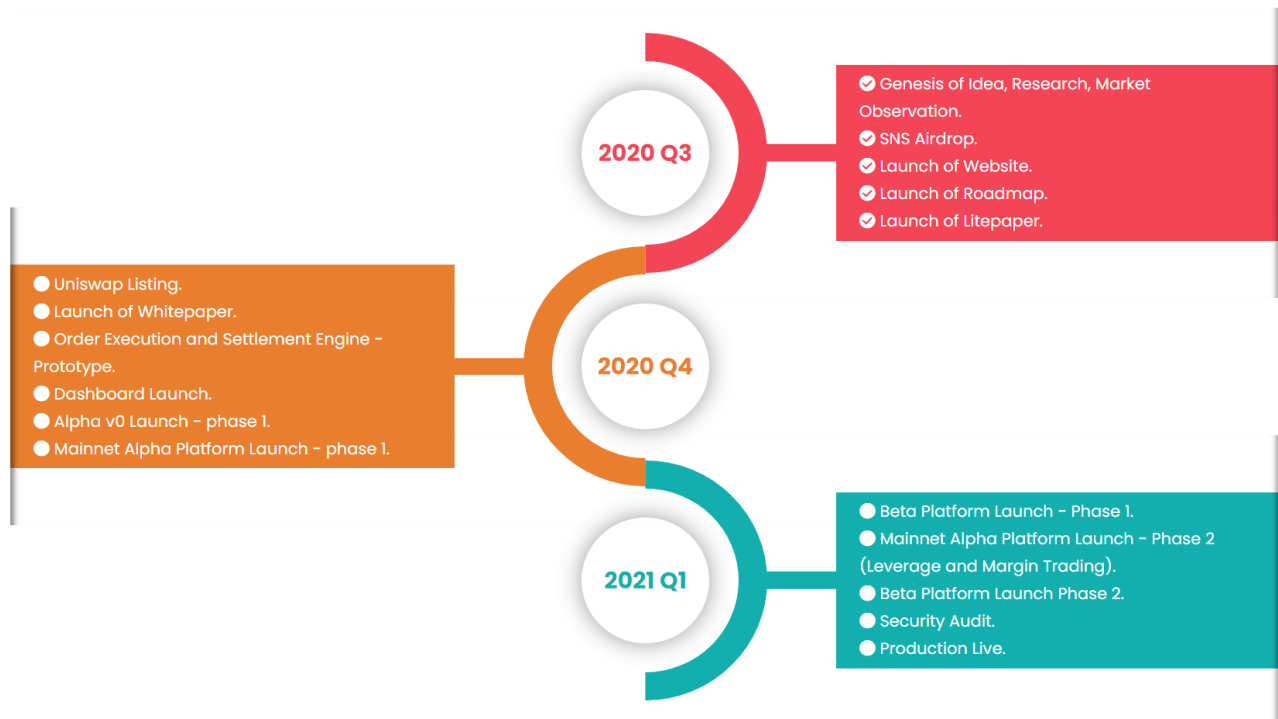 2020 Q3
Genesis of Idea, Research, Market
Observation.
SNS Airdrop.
Launch of Website.
Launch of Roadmap.
Launch of Litepaper.
2020 Q4
Uniswap Listing.
Launch of Whitepaper.
Order Execution and Settlement Engine -
Prototype.
Dashboard Launch.
Alpha v0 Launch - phase 1.
Mainnet Alpha Platform Launch - phase 1.
2021 Q1
Beta Platform Launch - Phase 1.
Mainnet Alpha Platform Launch - Phase 2
(Leverage and Margin Trading).
Beta Platform Launch Phase 2.
Security Audit.
Production Live.